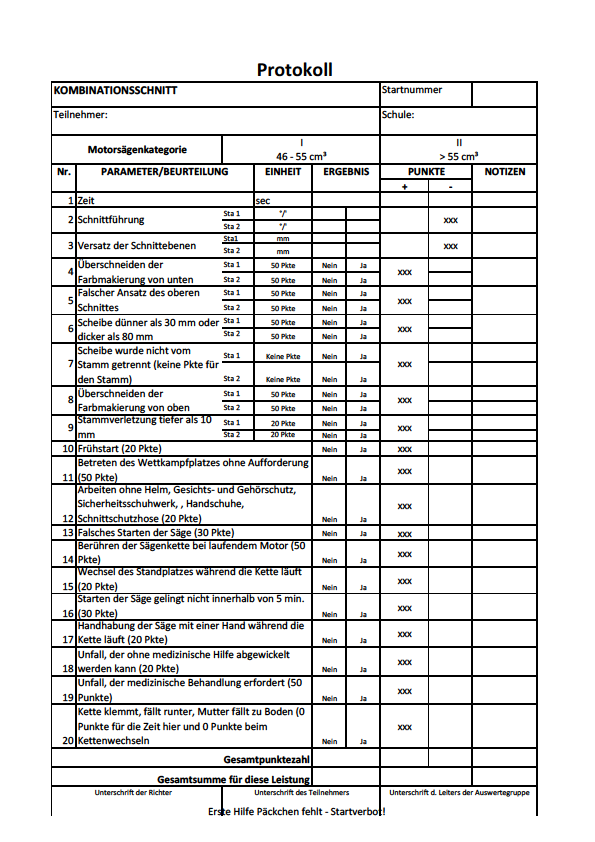 Protokoll
KOMBINATIONSSCHNITT Startnummer
Teilnehmer: Schule:
Motorsägenkategorie I II
46 - 55 cm³ > 55 cm³
Nr. PARAMETER/BEURTEILUNG EINHEIT ERGEBNIS PUNKTE NOTIZEN
+ -
1 Zeit sec
2 Schnittführung Sta 1 °/' xxx
Sta 2 °/'
3 Versatz der Schnittebenen Sta1 mm xxx
Sta 2 mm
4 Überschneiden der Farbmakierung von unten Sta 1 50 Pkte Nein Ja xxx
Sta 2 50 Pkte Nein Ja
5 Falscher Ansatz des oberen Schnittes Sta 1 50 Pkte Nein Ja xxx
Sta 2 50 Pkte Nein Ja
6 Scheibe dünner als 30 mm oder dicker als 80 mm Sta 1 50 Pkte Nein Ja xxx
Sta 2 50 Pkte Nein Ja
7 Scheibe wurde nicht vom Stamm getrennt (keine Pkte für den Stamm) Sta 1 Keine Pkte Nein Ja xxx
Sta 2 Keine Pkte Nein Ja
8 Überschneiden der Farbmakierung von oben Sta 1 50 Pkte Nein Ja xxx
Sta 2 50 Pkte Nein Ja
9 Stammverletzung tiefer als 10 mm Sta 1 20 Pkte Nein Ja xxx
Sta 2 20 Pkte Nein Ja
10 Frühstart (20 Pkte) Nein Ja xxx
Betreten des Wettkampfplatzes ohne Aufforderung
11 (50 Pkte) Nein Ja xxx
Arbeiten ohne Helm, Gesichts- und Gehörschutz,
Sicherheitsschuhwerk, , Handschuhe,
12 Schnittschutzhose (20 Pkte) Nein Ja xxx
13 Falsches Starten der Säge (30 Pkte) Nein Ja xxx
Berühren der Sägenkette bei laufendem Motor (50
14 Pkte) Nein Ja xxx
Wechsel des Standplatzes während die Kette läuft
15 (20 Pkte) Nein Ja xxx
Starten der Säge gelingt nicht innerhalb von 5 min.
16 (30 Pkte) Nein Ja xxx
Handhabung der Säge mit einer Hand während die
17 Kette läuft (20 Pkte) Nein Ja xxx
Unfall, der ohne medizinische Hilfe abgewickelt
18 werden kann (20 Pkte) Nein Ja xxx
Unfall, der medizinische Behandlung erfordert (50
19 Punkte) Nein Ja xxx
Kette klemmt, fällt runter, Mutter fällt zu Boden (0
Punkte für die Zeit hier und 0 Punkte beim
20 Kettenwechseln Nein Ja xxx
Gesamtpunktezahl
Gesamtsumme für diese Leistung
Unterschrift der Richter Unterschrift des Teilnehmers Unterschrift d. Leiters der Auswertegruppe
Erste Hilfe Päckchen fehlt - Startverbot!